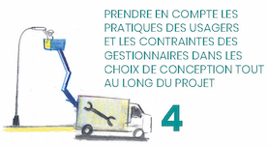 PRENDRE EN COMPTE LES
PRATIQUES DES USAGERS
ET LES CONTRAINTES DES
GESTIONNAIRES DANS LES
CHOIX DE CONCEPTION TOUT
AU LONG DU PROJET
4